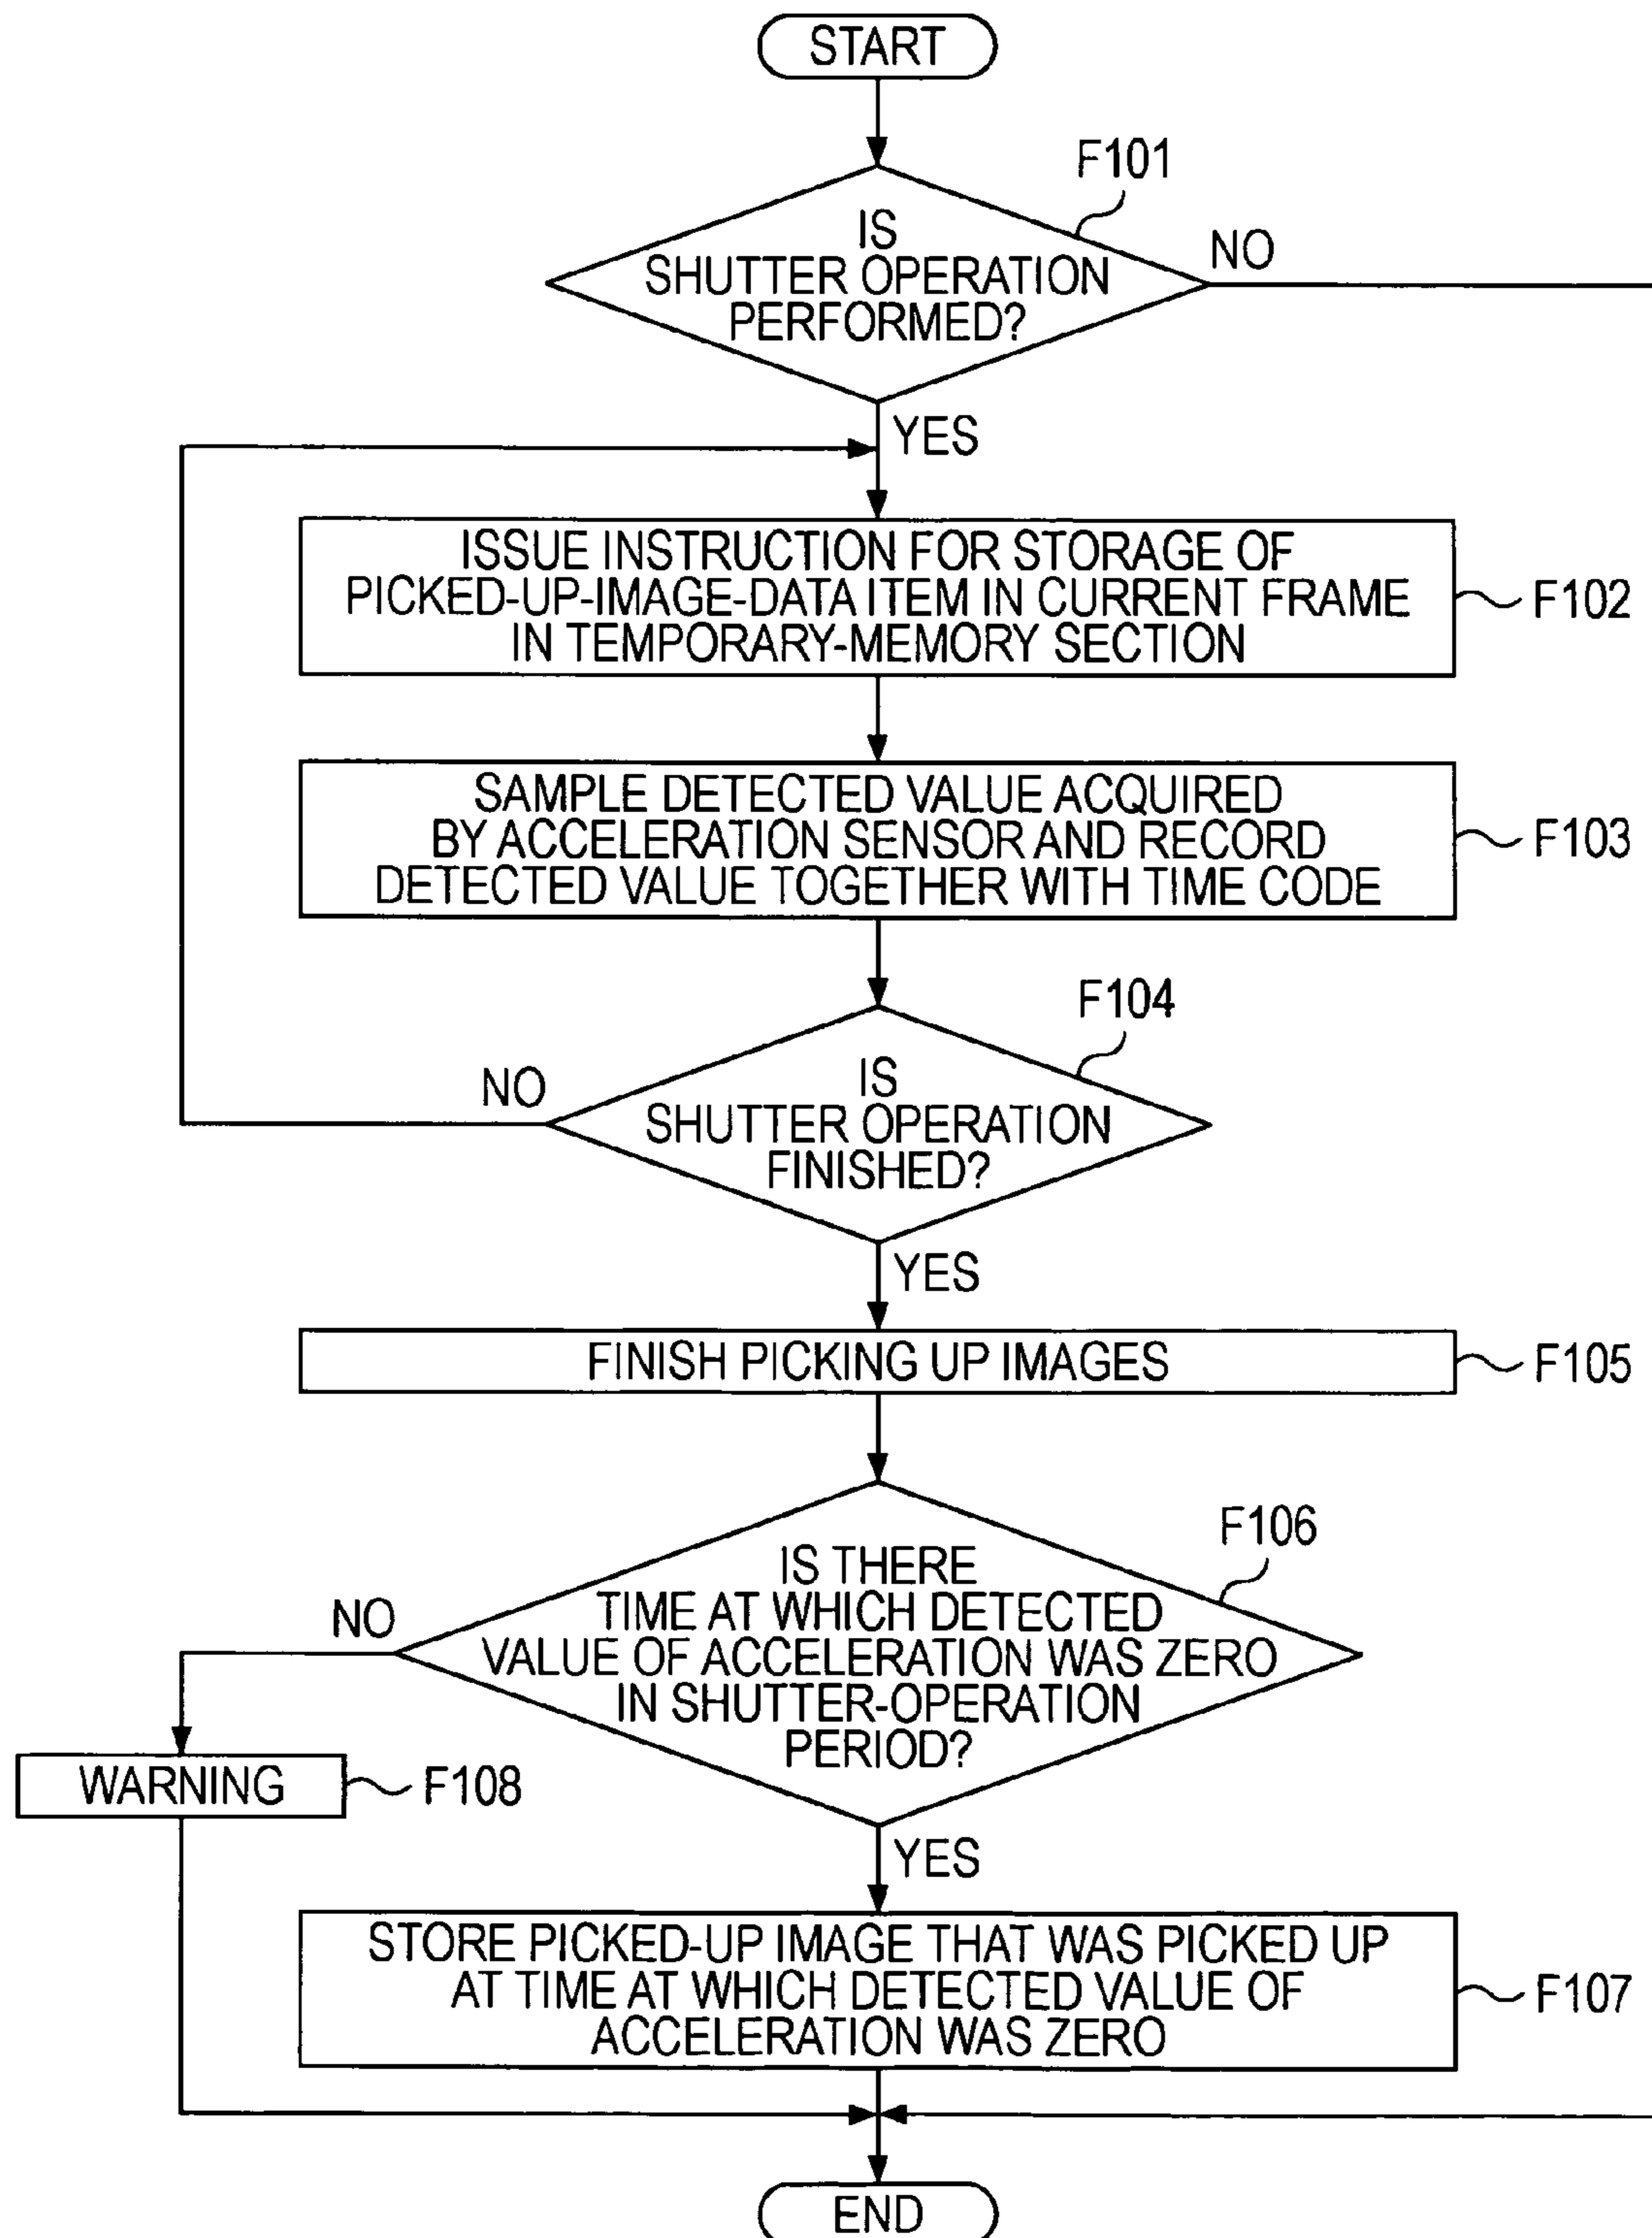 START
F101
IS
SHUTTER OPERATION
PERFORMED?
NO
YES
ISSUE INSTRUCTION FOR STORAGE OF
PICKED-UP-IMAGE-DATA ITEM IN CURRENT FRAME
IN TEMPORARY-MEMORY SECTION
F102
SAMPLE DETECTED VALUE ACQUIRED
BY ACCELERATION SENSOR AND RECORD
DETECTED VALUE TOGETHER WITH TIME CODE
F103
F104
NO
IS
SHUTTER OPERATION
FINISHED?
YES
FINISH PICKING UP IMAGES
F105
F106
NO
IS THERE
TIME AT WHICH DETECTED
VALUE OF ACCELERATION WAS ZERO
IN SHUTTER-OPERATION
PERIOD?
WARNING
F108
YES
STORE PICKED-UP IMAGE THAT WAS PICKED UP
AT TIME AT WHICH DETECTED VALUE OF
ACCELERATION WAS ZERO
F107
END